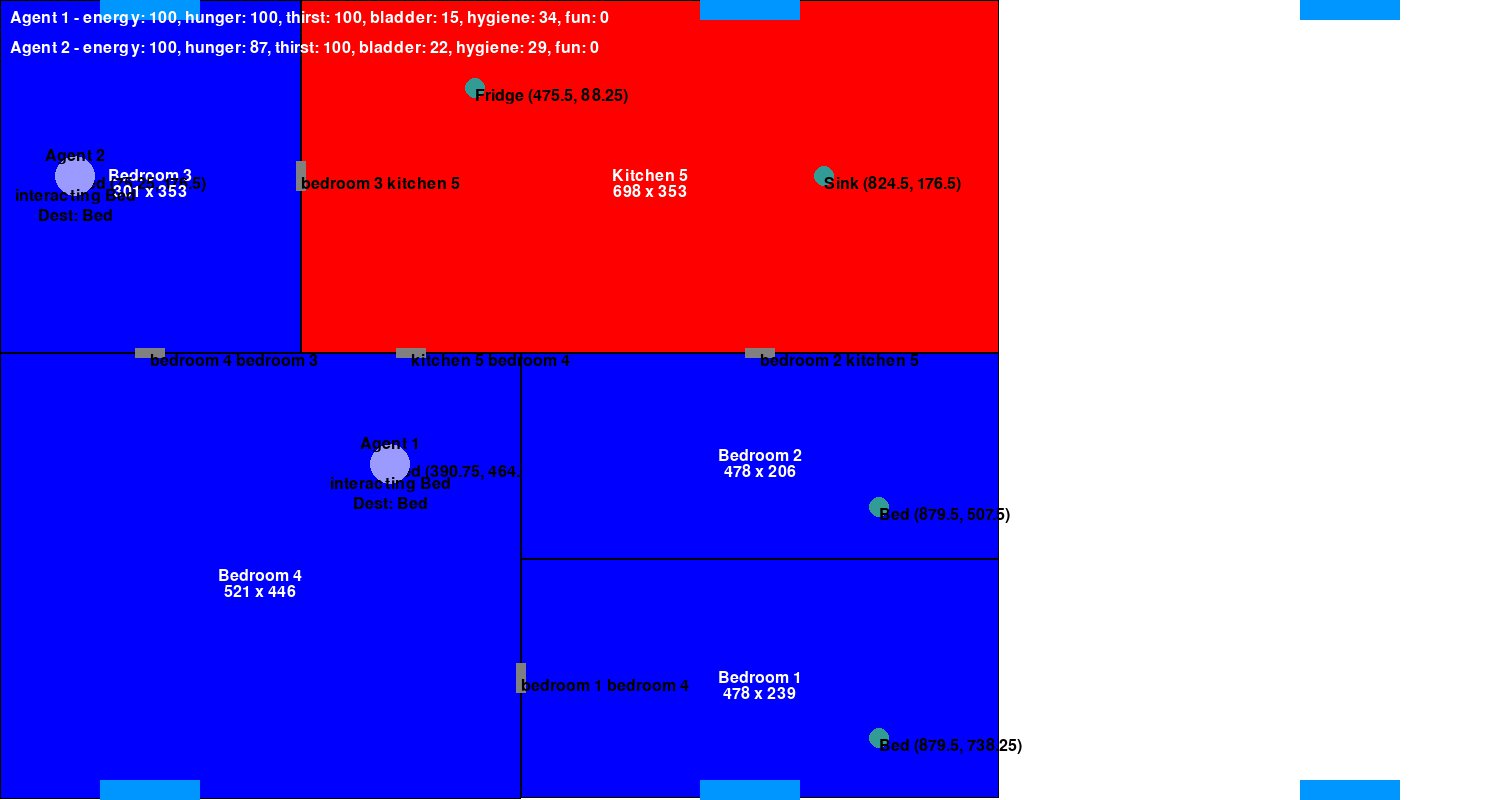 Agent 1 - energy: 100, hunger: 100, thirst: 100, bladder: 15, hygiene: 34, fun: 0
Agent 2 - energy: 100, hunger: 87, thirst: 100, bladder: 22, hygiene: 29, fun: 0
Fridge (475.5, 88.25)
Agent 2
Bedroom 3
301 x 353
interacting Bed
Dest: Bed
bedroom 3 kitchen 5
Kitchen 5
698 x 353
Sink (824.5, 176.5)
bedroom 4 bedroom 3
kitchen 5 bedroom 4
bedroom 2 kitchen 5
Agent 1
(390.75, 464.
interacting Bed
Dest: Bed
Bedroom 2
478 x 206
Bed (879.5, 507.5)
Bedroom 4
521 x 446
bedroom 1 bedroom 4
Bedroom 1
478 x 239
Bed (879.5, 738.25)